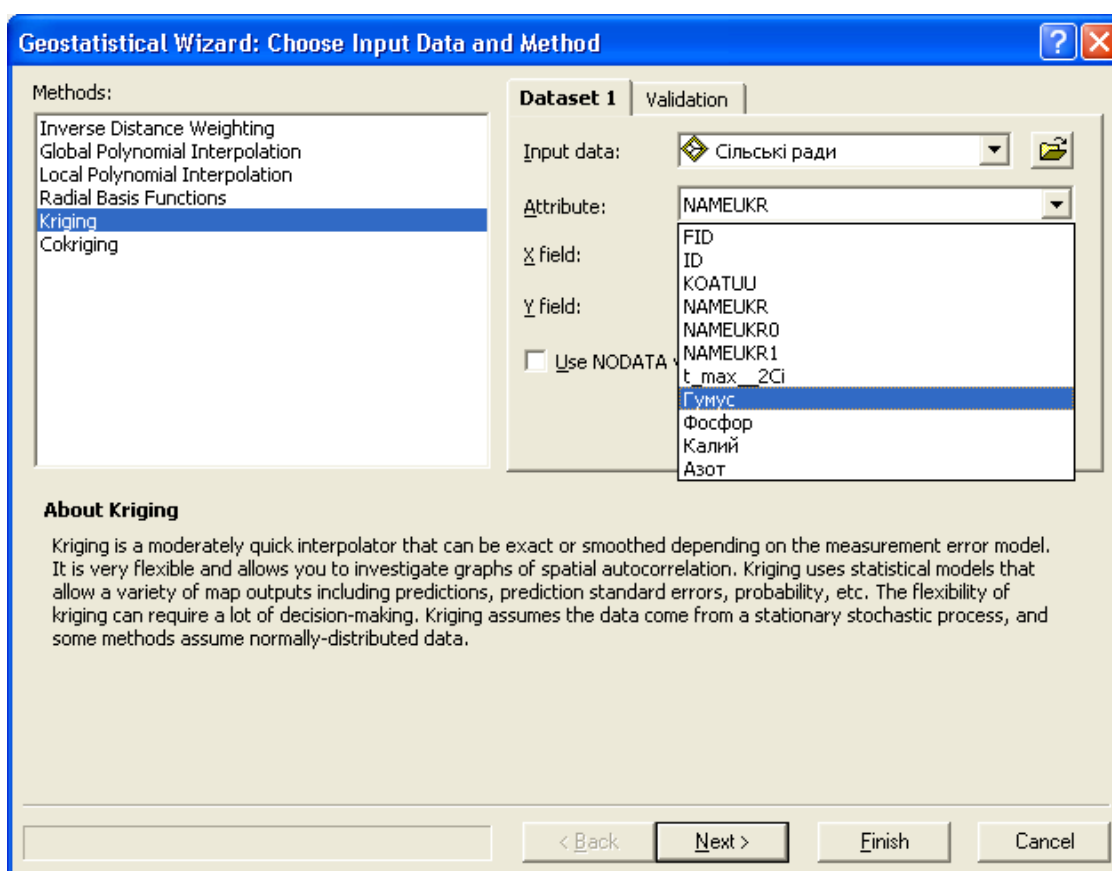 Geostatistical Wizard: Choose Input Data and Method
Methods:
Inverse Distance Weighting
Global Polynomial Interpolation
Local Polynomial Interpolation
Radial Basis Functions
Kriging
Cokriging
Dataset 1 Validation
Input data: Сільські ради
Attribute: NAMEUKR
X field:
Y field:
Use NODATA
FID
ID
KOATUU
NAMEUKR
NAMEUKR0
NAMEUKR1
t_max__2Ci
Гумус
Фосфор
Калий
Азот
About Kriging
Kriging is a moderately quick interpolator that can be exact or smoothed depending on the measurement error model.
It is very flexible and allows you to investigate graphs of spatial autocorrelation. Kriging uses statistical models that
allow a variety of map outputs including predictions, prediction standard errors, probability, etc. The flexibility of
kriging can require a lot of decision-making. Kriging assumes the data come from a stationary stochastic process, and
some methods assume normally-distributed data.
< Back Next > Finish Cancel